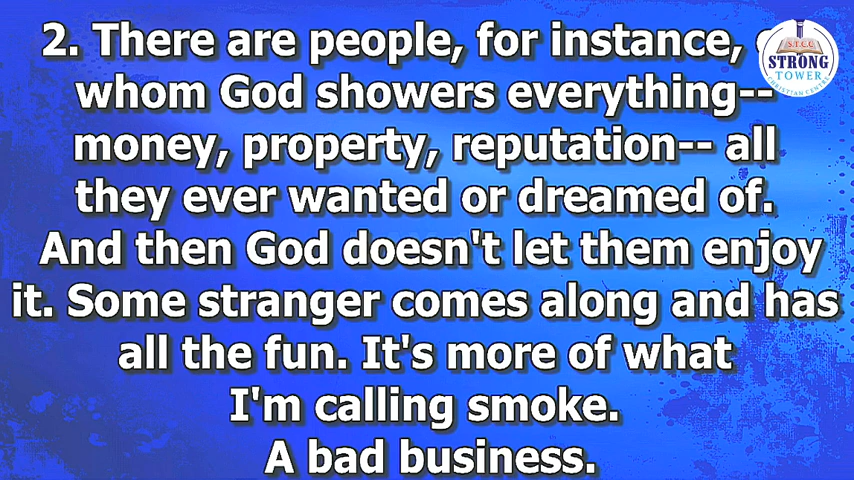 2. There are people, for instance,
whom God showers everything--
money, property, reputation-- all
they ever wanted or dreamed of.
And then God doesn't let them enjoy
it. Some stranger comes along and has
all the fun. It's more of what
I'm calling smoke.
A bad business.
S.T.C.C
STRONG
TOWER
CHRISTIAN CENTRE